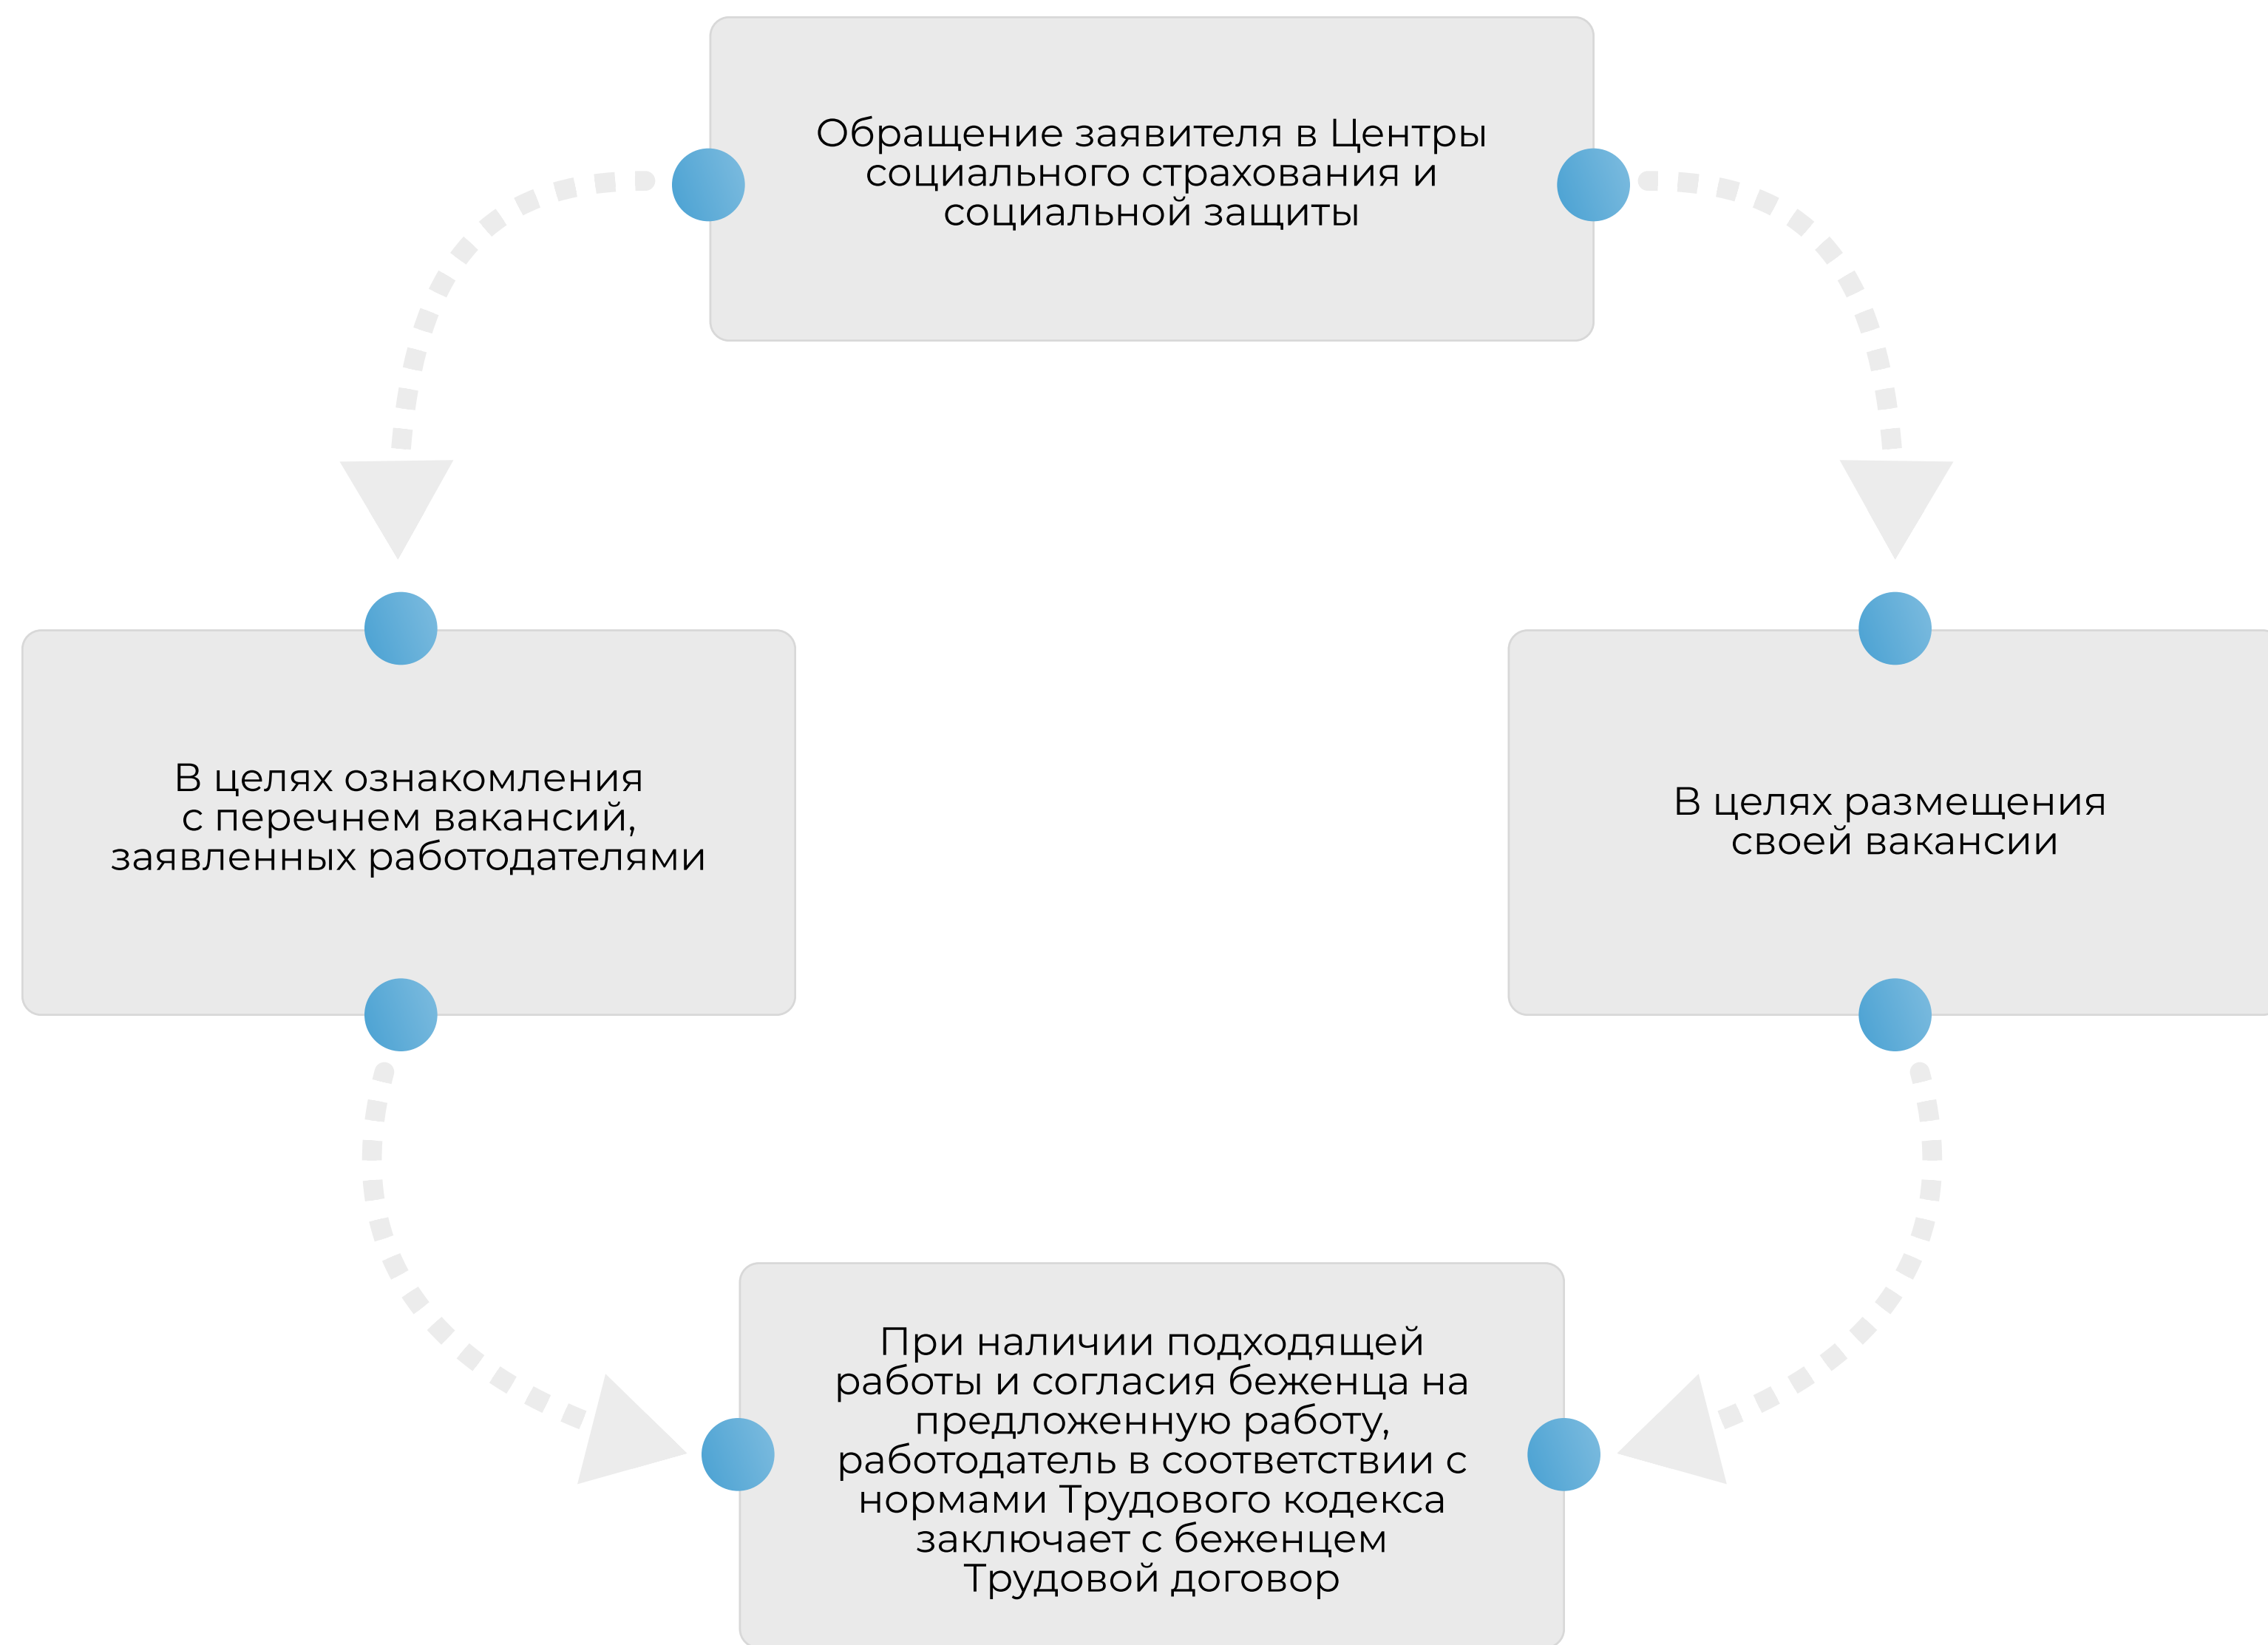 Обращение заявителя в Центры
социального страхования и
социальной защиты
В целях ознакомления
с перечнем вакансий,
заявленных работодателями
В целях размещения
своей вакансии
При наличии подходящей
работы и согласия беженца на
предложенную работу,
работодатель в соответствии с
нормами Трудового кодекса
заключает с беженцем
Трудовой договор